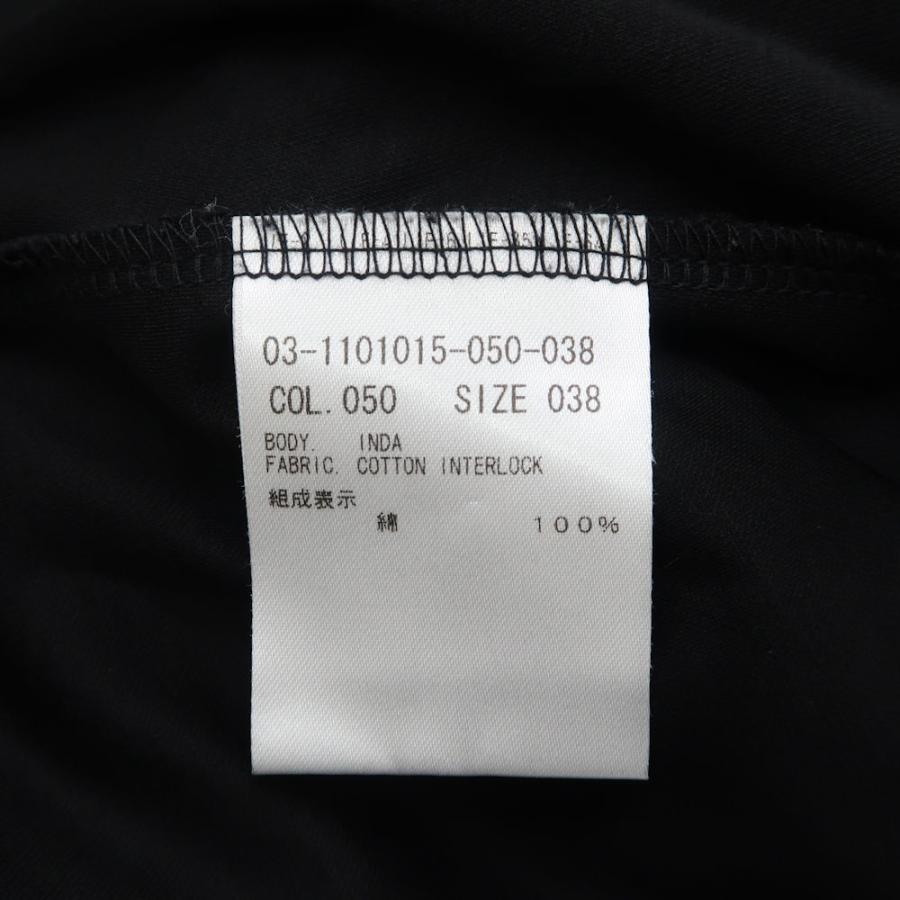 03-1101015-050-038
COL.050 SIZE 038
BODY. INDA
FABRIC. COTTON INTERLOCK
組成表示
綿 100%